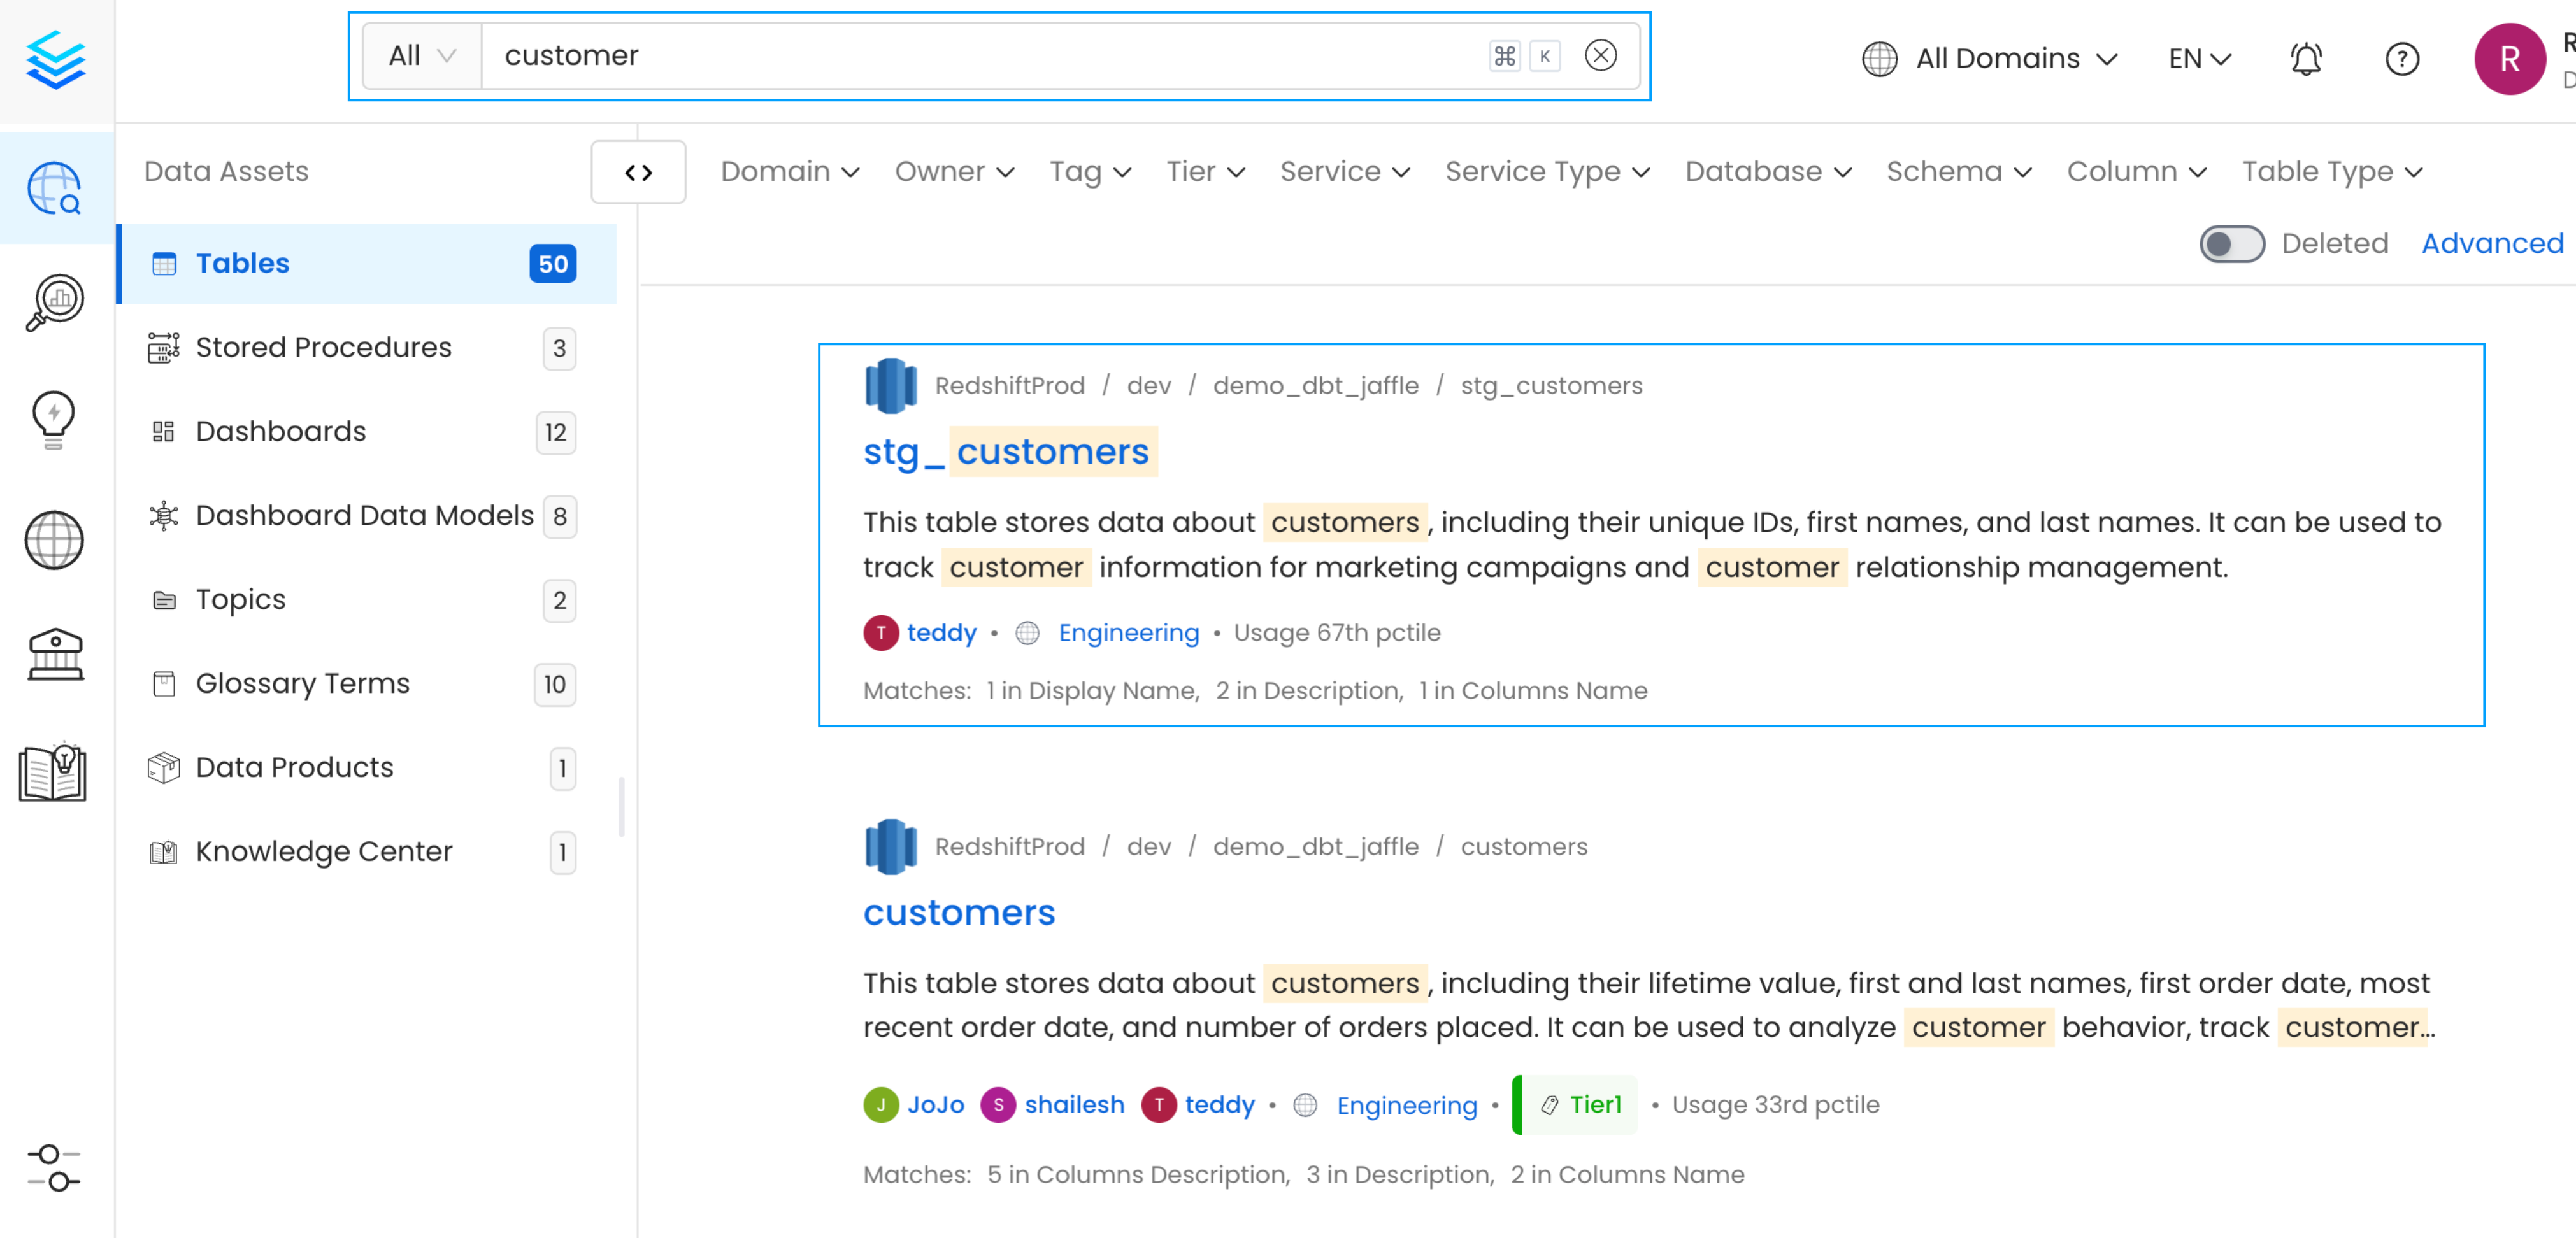 All customer ⌘ K All Domains EN R
Data Assets Domain Owner Tag Tier Service Service Type Database Schema Column Table Type
Deleted Advanced
Tables 50
Stored Procedures 3
Dashboards 12
Dashboard Data Models 8
Topics 2
Glossary Terms 10
Data Products 1
Knowledge Center 1
RedshiftProd / dev / demo_dbt_jaffle / stg_customers
stg_customers
This table stores data about customers, including their unique IDs, first names, and last names. It can be used to
track customer information for marketing campaigns and customer relationship management.
T teddy • Engineering • Usage 67th pctile
Matches: 1 in Display Name, 2 in Description, 1 in Columns Name
RedshiftProd / dev / demo_dbt_jaffle / customers
customers
This table stores data about customers, including their lifetime value, first and last names, first order date, most
recent order date, and number of orders placed. It can be used to analyze customer behavior, track customer...
J JoJo S shailesh T teddy • Engineering • Tier1 • Usage 33rd pctile
Matches: 5 in Columns Description, 3 in Description, 2 in Columns Name